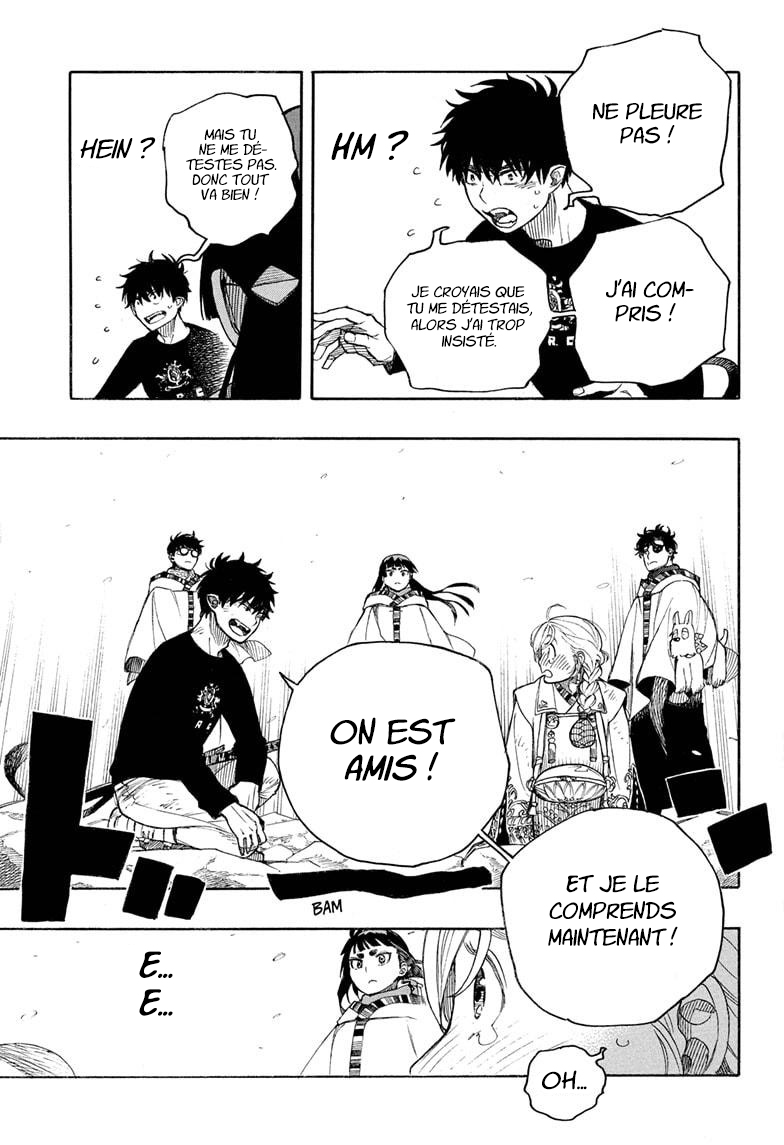 NE PLEURE
PAS !
HM ?
J'AI COM-
PRIS !
JE CROYAIS QUE
TU ME DÉTESTAIS,
ALORS J'AI TROP
INSISTÉ.
MAIS TU
NE ME DÉ-
TESTES PAS.
DONC TOUT
VA BIEN !
HEIN ?
ON EST
AMIS !
BAM
ET JE LE
COMPRENDS
MAINTENANT !
E...
E...
OH...